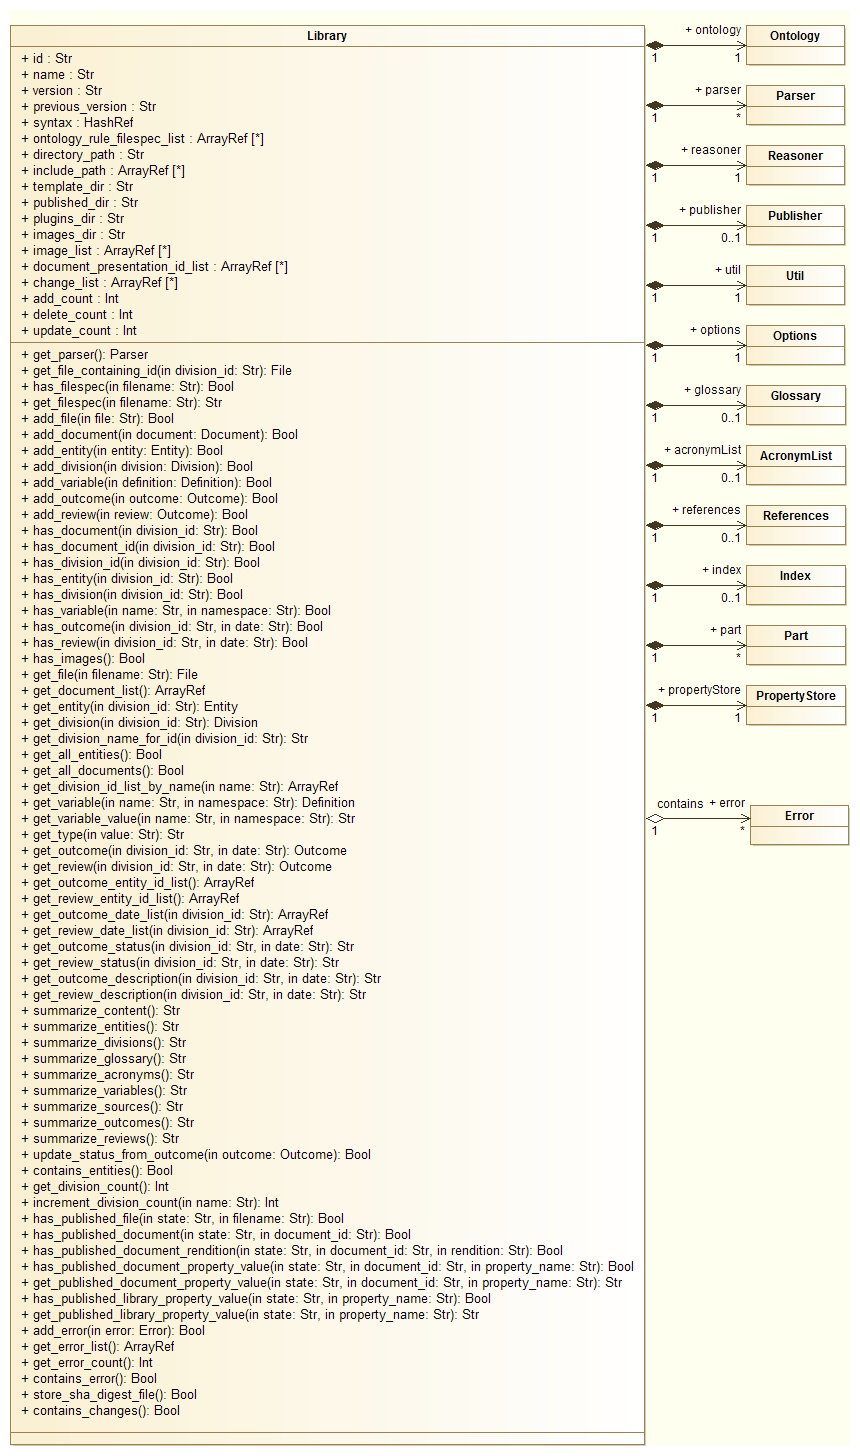 Library
+ id : Str
+ name : Str
+ version : Str
+ previous_version : Str
+ syntax : HashRef
+ ontology_rule_filespec_list : ArrayRef [*]
+ directory_path : Str
+ include_path : ArrayRef [*]
+ template_dir : Str
+ published_dir : Str
+ plugins_dir : Str
+ images_dir : Str
+ image_list : ArrayRef [*]
+ document_presentation_id_list : ArrayRef [*]
+ change_list : ArrayRef [*]
+ add_count : Int
+ delete_count : Int
+ update_count : Int
+ get_parser(): Parser
+ get_file_containing_id(in division_id: Str): File
+ has_filespec(in filename: Str): Bool
+ get_filespec(in filename: Str): Str
+ add_file(in file: Str): Bool
+ add_document(in document: Document): Bool
+ add_entity(in entity: Entity): Bool
+ add_division(in division: Division): Bool
+ add_variable(in definition: Definition): Bool
+ add_outcome(in outcome: Outcome): Bool
+ add_review(in review: Outcome): Bool
+ has_document(in division_id: Str): Bool
+ has_document_id(in division_id: Str): Bool
+ has_division_id(in division_id: Str): Bool
+ has_entity(in division_id: Str): Bool
+ has_division(in division_id: Str): Bool
+ has_variable(in name: Str, in namespace: Str): Bool
+ has_outcome(in division_id: Str, in date: Str): Bool
+ has_review(in division_id: Str, in date: Str): Bool
+ has_images(): Bool
+ get_file(in filename: Str): File
+ get_document_list(): ArrayRef
+ get_entity(in division_id: Str): Entity
+ get_division(in division_id: Str): Division
+ get_division_name_for_id(in division_id: Str): Str
+ get_all_entities(): Bool
+ get_all_documents(): Bool
+ get_division_id_list_by_name(in name: Str): ArrayRef
+ get_variable(in name: Str, in namespace: Str): Definition
+ get_variable_value(in name: Str, in namespace: Str): Str
+ get_type(in value: Str): Str
+ get_outcome(in division_id: Str, in date: Str): Outcome
+ get_review(in division_id: Str, in date: Str): Outcome
+ get_outcome_entity_id_list(): ArrayRef
+ get_review_entity_id_list(): ArrayRef
+ get_outcome_date_list(in division_id: Str): ArrayRef
+ get_review_date_list(in division_id: Str): ArrayRef
+ get_outcome_status(in division_id: Str, in date: Str): Str
+ get_review_status(in division_id: Str, in date: Str): Str
+ get_outcome_description(in division_id: Str, in date: Str): Str
+ get_review_description(in division_id: Str, in date: Str): Str
+ summarize_content(): Str
+ summarize_entities(): Str
+ summarize_divisions(): Str
+ summarize_glossary(): Str
+ summarize_acronyms(): Str
+ summarize_variables(): Str
+ summarize_sources(): Str
+ summarize_outcomes(): Str
+ summarize_reviews(): Str
+ update_status_from_outcome(in outcome: Outcome): Bool
+ contains_entities(): Bool
+ get_division_count(): Int
+ increment_division_count(in name: Str): Int
+ has_published_file(in state: Str, in filename: Str): Bool
+ has_published_document(in state: Str, in document_id: Str): Bool
+ has_published_document_rendition(in state: Str, in document_id: Str, in rendition: Str): Bool
+ has_published_document_property_value(in state: Str, in document_id: Str, in property_name: Str): Bool
+ get_published_document_property_value(in state: Str, in document_id: Str, in property_name: Str): Str
+ has_published_library_property_value(in state: Str, in property_name: Str): Bool
+ get_published_library_property_value(in state: Str, in property_name: Str): Str
+ add_error(in error: Error): Bool
+ get_error_list(): ArrayRef
+ get_error_count(): Int
+ contains_error(): Bool
+ store_sha_digest_file(): Bool
+ contains_changes(): Bool
+ ontology
1 1
Ontology
+ parser
1 *
Parser
+ reasoner
1 1
Reasoner
+ publisher
1 0..1
Publisher
+ util
1 1
Util
+ options
1 1
Options
+ glossary
1 0..1
Glossary
+ acronymList
1 0..1
AcronymList
+ references
1 0..1
References
+ index
1 0..1
Index
+ part
1 *
Part
+ propertyStore
1 1
PropertyStore
contains + error
1 *
Error